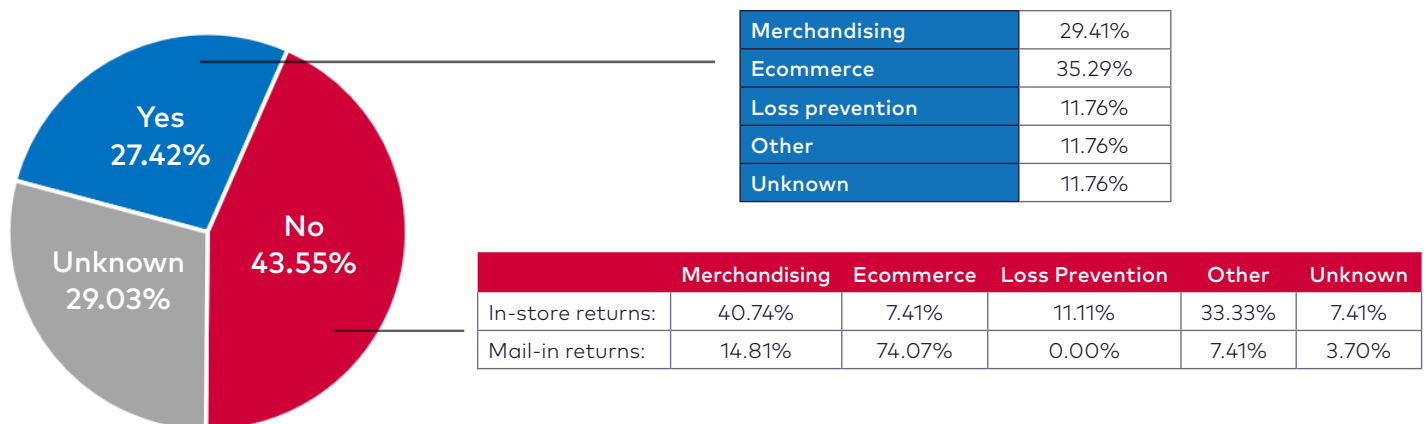 Yes
27.42%
No
43.55%
Unknown
29.03%
Merchandising 29.41%
Ecommerce 35.29%
Loss prevention 11.76%
Other 11.76%
Unknown 11.76%
Merchandising Ecommerce Loss Prevention Other Unknown
In-store returns: 40.74% 7.41% 11.11% 33.33% 7.41%
Mail-in returns: 14.81% 74.07% 0.00% 7.41% 3.70%